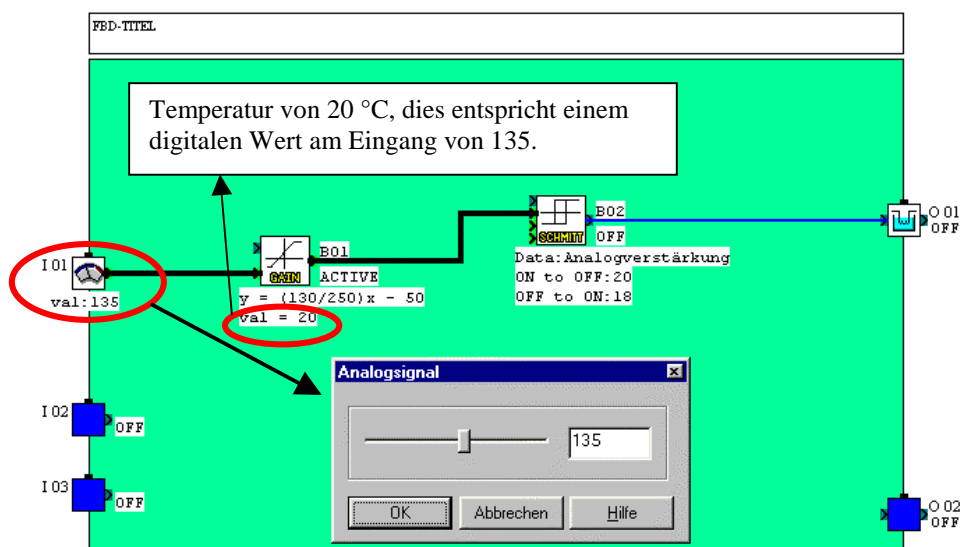 FBD-TITEL
Temperatur von 20 °C, dies entspricht einem
digitalen Wert am Eingang von 135.
I 01
val:135
GAIN
B01
ACTIVE
y = (130/250)x - 50
val = 20
SCHMITT
B02
OFF
Data:Analogverstärkung
ON to OFF:20
OFF to ON:18
O 01
OFF
Analogsignal
135
OK
Abbrechen
Hilfe
I 02
OFF
I 03
OFF
O 02
OFF